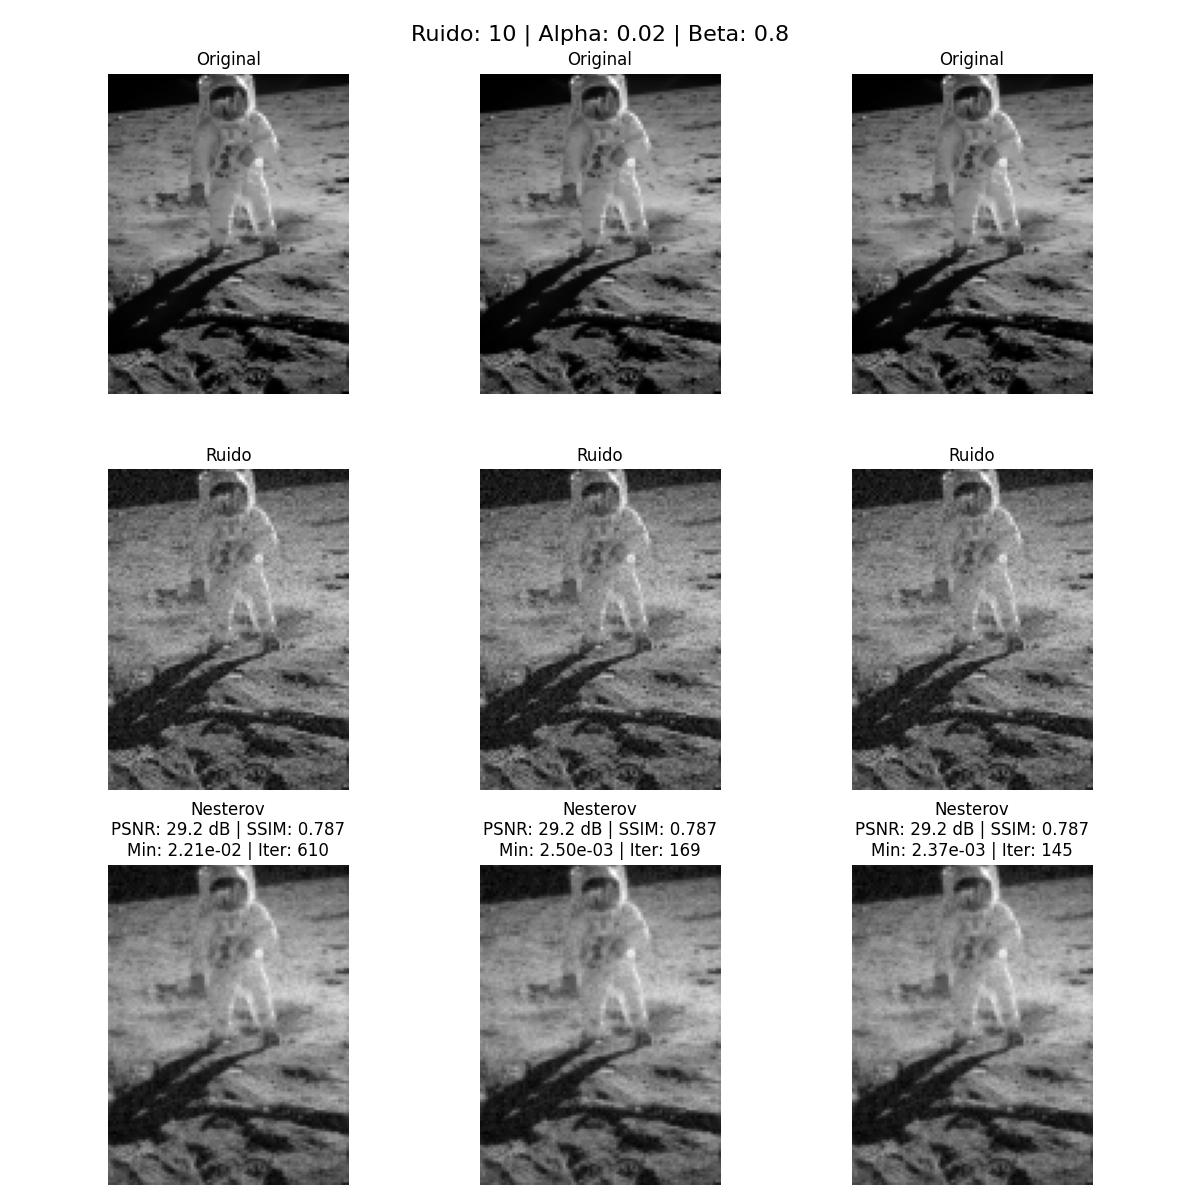 Ruido: 10 | Alpha: 0.02 | Beta: 0.8
Original
Original
Original
Ruido
Ruido
Ruido
Nesterov
PSNR: 29.2 dB | SSIM: 0.787
Min: 2.21e-02 | Iter: 610
Nesterov
PSNR: 29.2 dB | SSIM: 0.787
Min: 2.50e-03 | Iter: 169
Nesterov
PSNR: 29.2 dB | SSIM: 0.787
Min: 2.37e-03 | Iter: 145